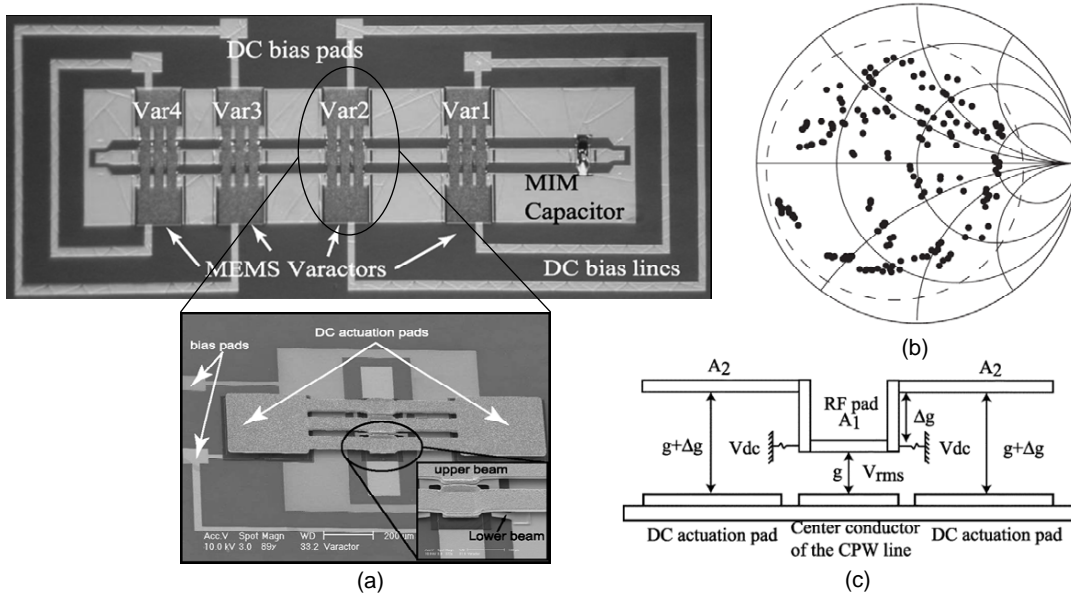 DC bias pads
Var4
Var3
Var2
Var1
MIM
Capacitor
MEMS Varactors
DC bias lincs
bias pads
DC actuation pads
upper beam
Lower beam
Acc.V Spot Magn WD
10.0 kV 3.0 89x 33.2 Varactor
200 µm
(a)
(b)
A2
A2
RF pad
A1
Δg
g+Δg
Vdc
Vdc
g+Δg
g
Vrms
DC actuation pad
Center conductor
of the CPW line
DC actuation pad
(c)